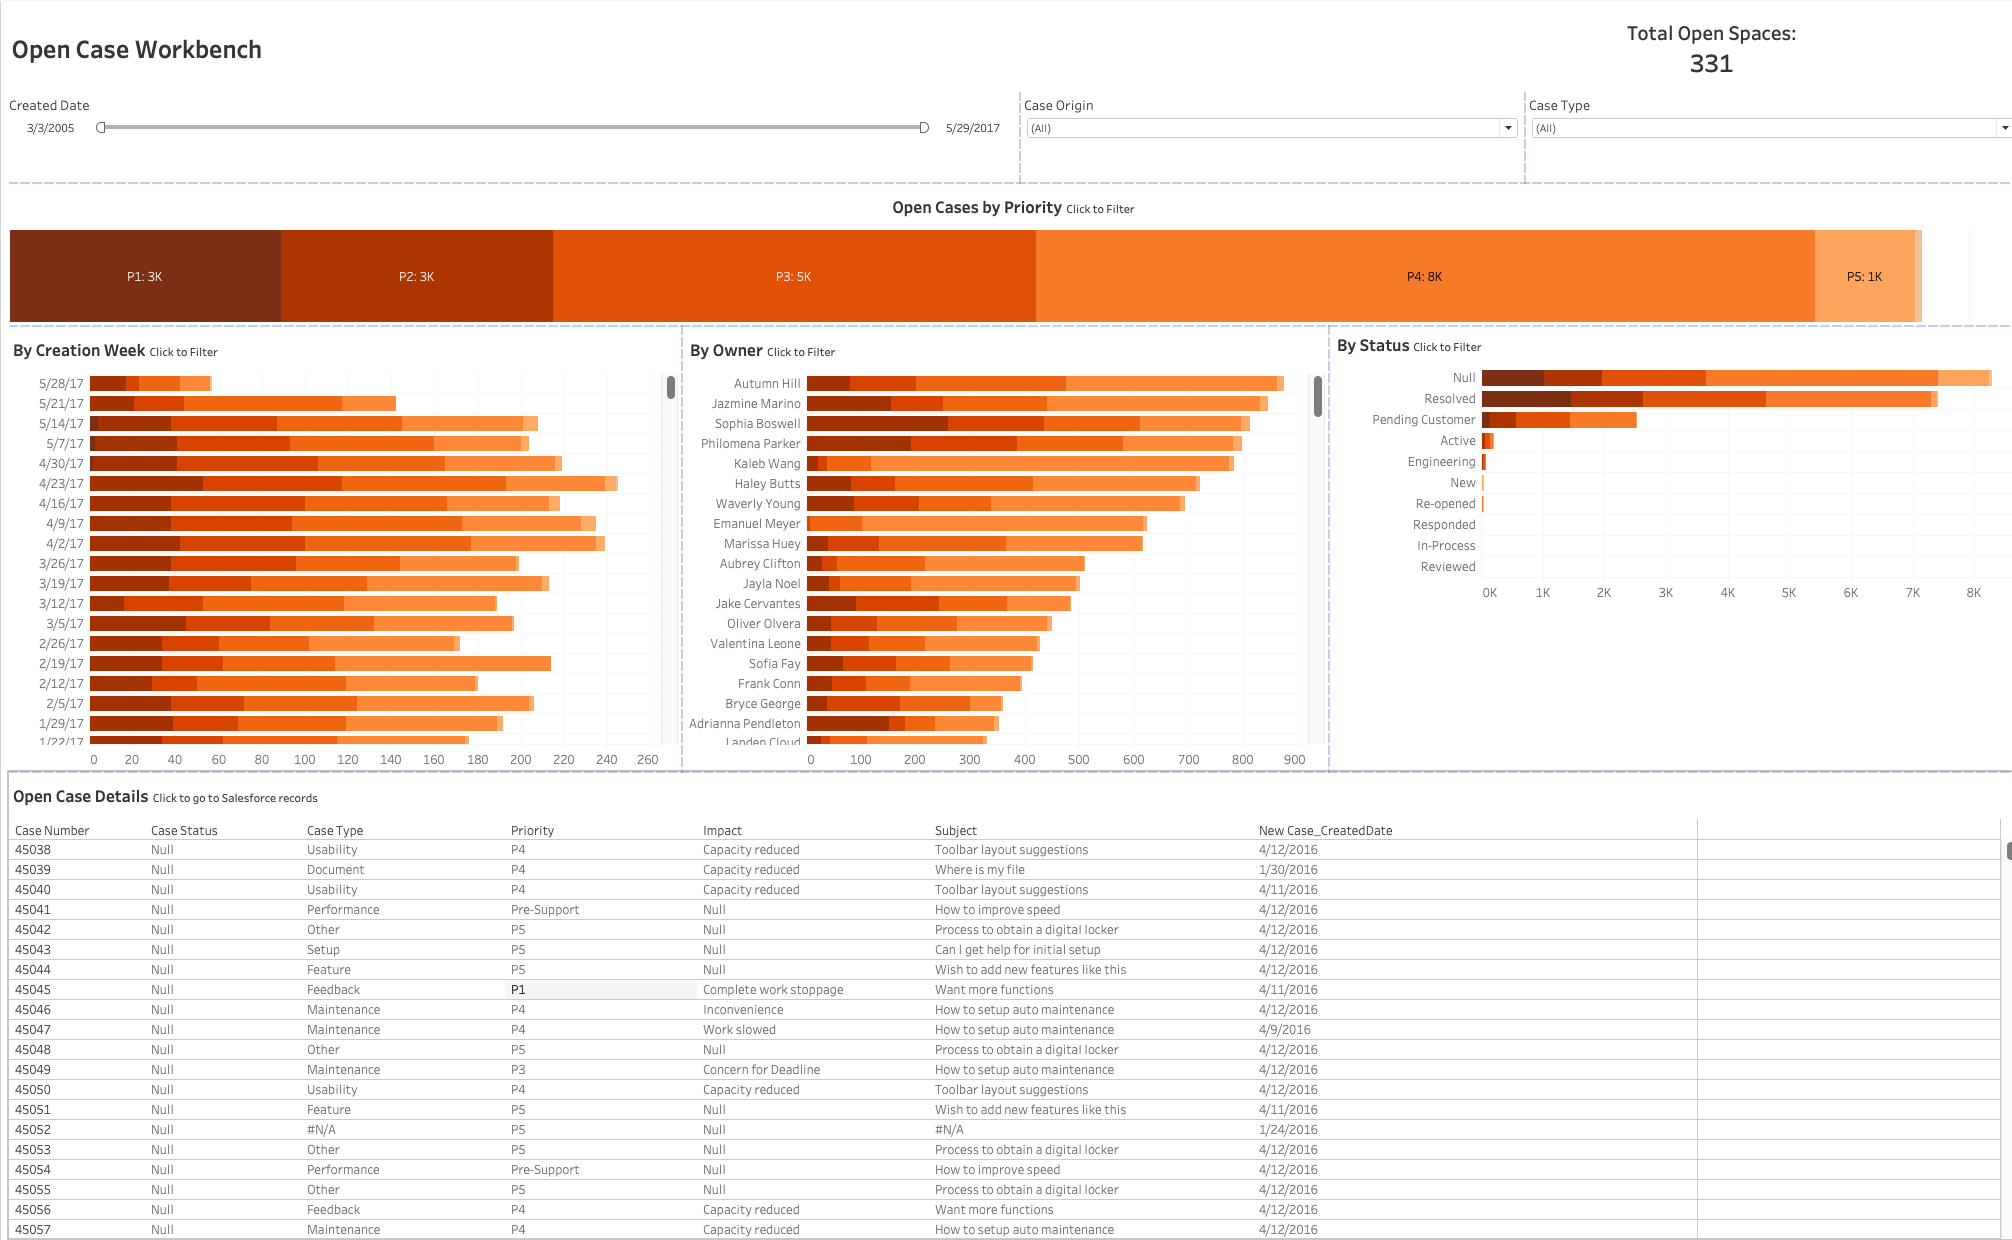 Open Case Workbench
Total Open Spaces:
331
Created Date
3/3/2005
5/29/2017
Case Origin
(All)
Case Type
(All)
Open Cases by Priority Click to Filter
P1: 3K
P2: 3K
P3: 5K
P4: 8K
P5: 1K
By Creation Week Click to Filter
5/28/17
5/21/17
5/14/17
5/7/17
4/30/17
4/23/17
4/16/17
4/9/17
4/2/17
3/26/17
3/19/17
3/12/17
3/5/17
2/26/17
2/19/17
2/12/17
2/5/17
1/29/17
1/22/17
0 20 40 60 80 100 120 140 160 180 200 220 240 260
By Owner Click to Filter
Autumn Hill
Jazmine Marino
Sophia Boswell
Philomena Parker
Kaleb Wang
Haley Butts
Waverly Young
Emanuel Meyer
Marissa Huey
Aubrey Clifton
Jayla Noel
Jake Cervantes
Oliver Olvera
Valentina Leone
Sofia Fay
Frank Conn
Bryce George
Adrianna Pendleton
Landen Cloud
0 100 200 300 400 500 600 700 800 900
By Status Click to Filter
Null
Resolved
Pending Customer
Active
Engineering
New
Re-opened
Responded
In-Process
Reviewed
0K 1K 2K 3K 4K 5K 6K 7K 8K
Open Case Details Click to go to Salesforce records
Case Number Case Status Case Type Priority Impact Subject New Case_CreatedDate
45038 Null Usability P4 Capacity reduced Toolbar layout suggestions 4/12/2016
45039 Null Document P4 Capacity reduced Where is my file 1/30/2016
45040 Null Usability P4 Capacity reduced Toolbar layout suggestions 4/11/2016
45041 Null Performance Pre-Support Null How to improve speed 4/12/2016
45042 Null Other P5 Null Process to obtain a digital locker 4/12/2016
45043 Null Setup P5 Null Can I get help for initial setup 4/12/2016
45044 Null Feature P5 Null Wish to add new features like this 4/12/2016
45045 Null Feedback P1 Complete work stoppage Want more functions 4/11/2016
45046 Null Maintenance P4 Inconvenience How to setup auto maintenance 4/12/2016
45047 Null Maintenance P4 Work slowed How to setup auto maintenance 4/9/2016
45048 Null Other P5 Null Process to obtain a digital locker 4/12/2016
45049 Null Maintenance P3 Concern for Deadline How to setup auto maintenance 4/12/2016
45050 Null Usability P4 Capacity reduced Toolbar layout suggestions 4/12/2016
45051 Null Feature P5 Null Wish to add new features like this 4/11/2016
45052 Null #N/A P5 Null #N/A 1/24/2016
45053 Null Other P5 Null Process to obtain a digital locker 4/12/2016
45054 Null Performance Pre-Support Null How to improve speed 4/12/2016
45055 Null Other P5 Null Process to obtain a digital locker 4/12/2016
45056 Null Feedback P4 Capacity reduced Want more functions 4/12/2016
45057 Null Maintenance P4 Capacity reduced How to setup auto maintenance 4/12/2016